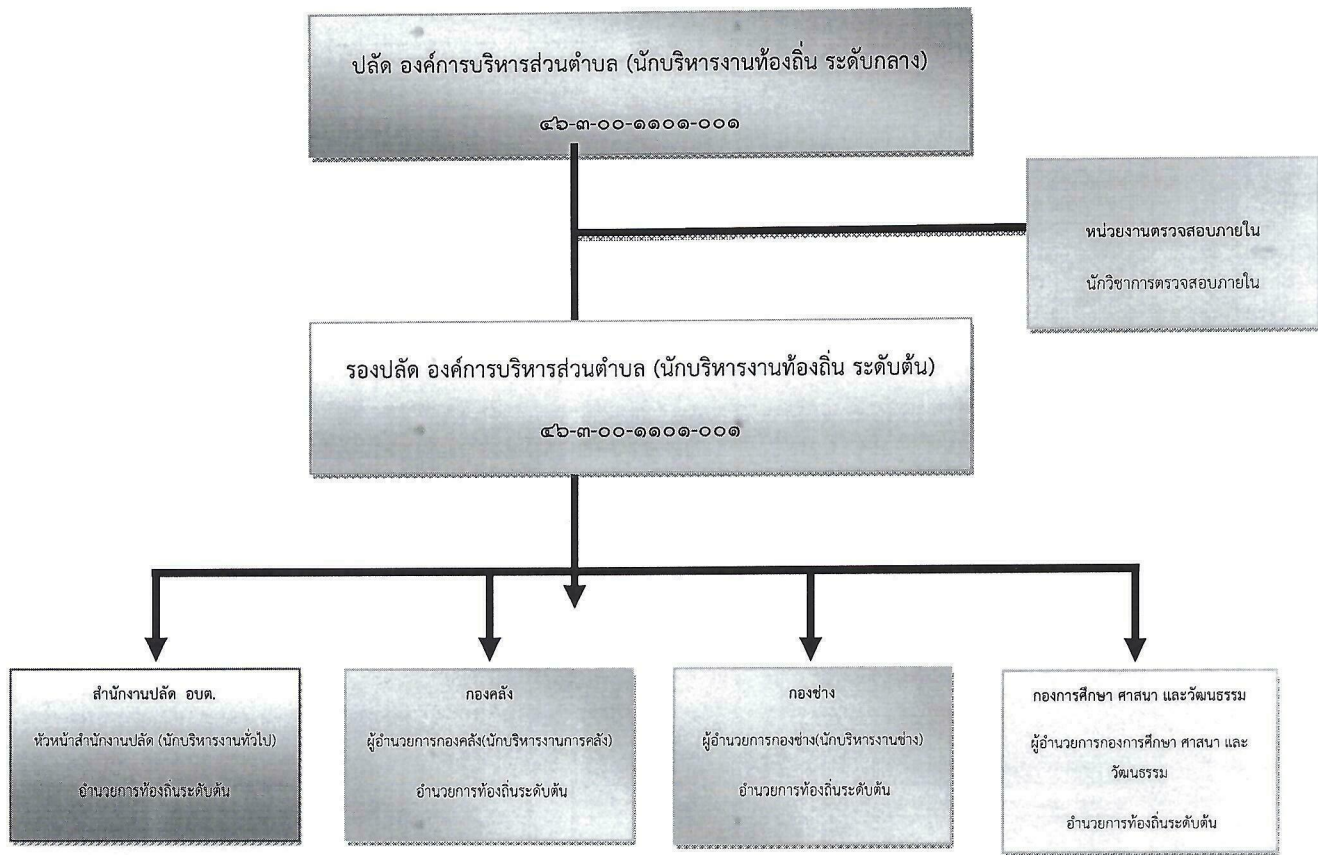 ปลัด องค์การบริหารส่วนตำบล (นักบริหารงานท้องถิ่น ระดับกลาง)
๔๖-๓-๐๐-๑๑๐๑-๐๐๑
หน่วยงานตรวจสอบภายใน
นักวิชาการตรวจสอบภายใน
รองปลัด องค์การบริหารส่วนตำบล (นักบริหารงานท้องถิ่น ระดับต้น)
๔๖-๓-๐๐-๑๑๐๑-๐๐๑
สำนักงานปลัด อบต.
หัวหน้าสำนักงานปลัด (นักบริหารงานทั่วไป)
อำนวยการท้องถิ่นระดับต้น
กองคลัง
ผู้อำนวยการกองคลัง(นักบริหารงานการคลัง)
อำนวยการท้องถิ่นระดับต้น
กองช่าง
ผู้อำนวยการกองช่าง(นักบริหารงานช่าง)
อำนวยการท้องถิ่นระดับต้น
กองการศึกษา ศาสนา และวัฒนธรรม
ผู้อำนวยการกองการศึกษา ศาสนา และ
วัฒนธรรม
อำนวยการท้องถิ่นระดับต้น